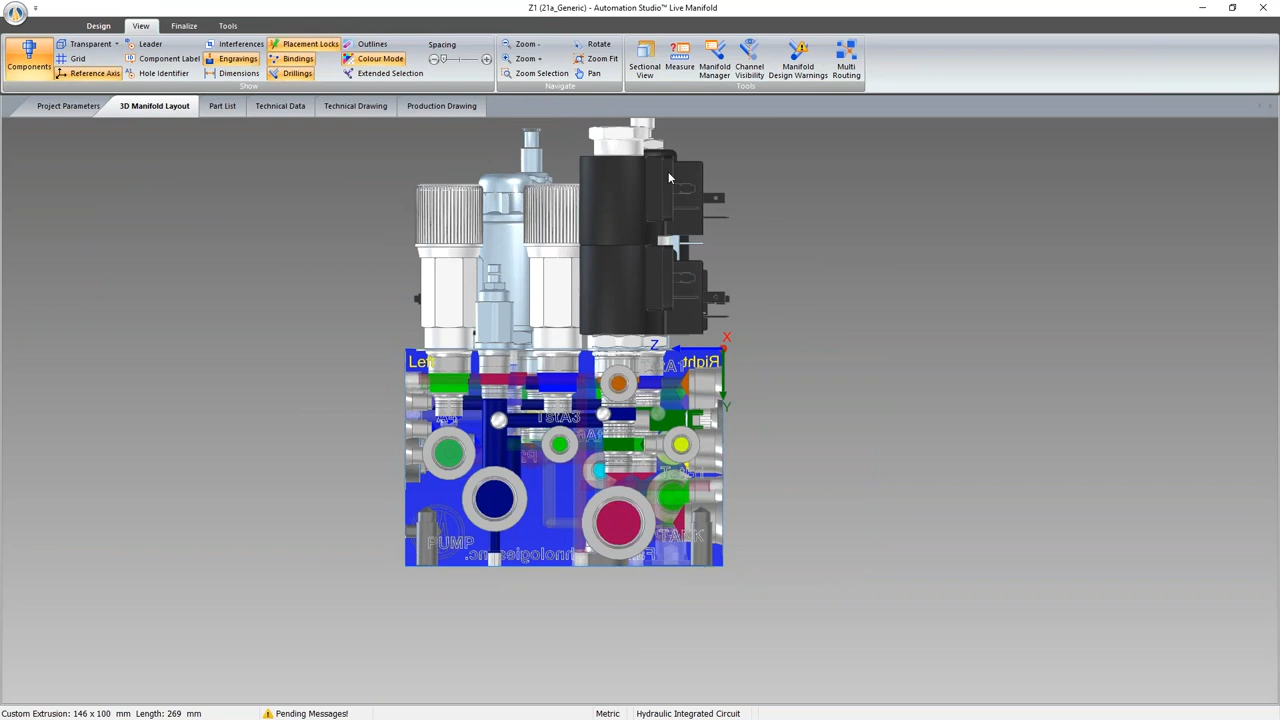 Z1 (21a_Generic) - Automation Studio™ Live Manifold
Design View Finalize Tools
Components
Transparent
Grid
Reference Axis
Leader
Component Label
Hole Identifier
Interferences
Engravings
Dimensions
Placement Locks
Bindings
Drillings
Outlines
Colour Mode
Extended Selection
Spacing
Show
Zoom -
Zoom +
Zoom Selection
Rotate
Zoom Fit
Pan
Navigate
Sectional View
Measure
Manifold Manager
Channel Visibility
Manifold Design Warnings
Multi Routing
Tools
Project Parameters 3D Manifold Layout Part List Technical Data Technical Drawing Production Drawing
X
Z
Left
Right
Y
TstA3
PUMP
TANK
Custom Extrusion: 146 x 100 mm Length: 269 mm
Pending Messages!
Metric
Hydraulic Integrated Circuit